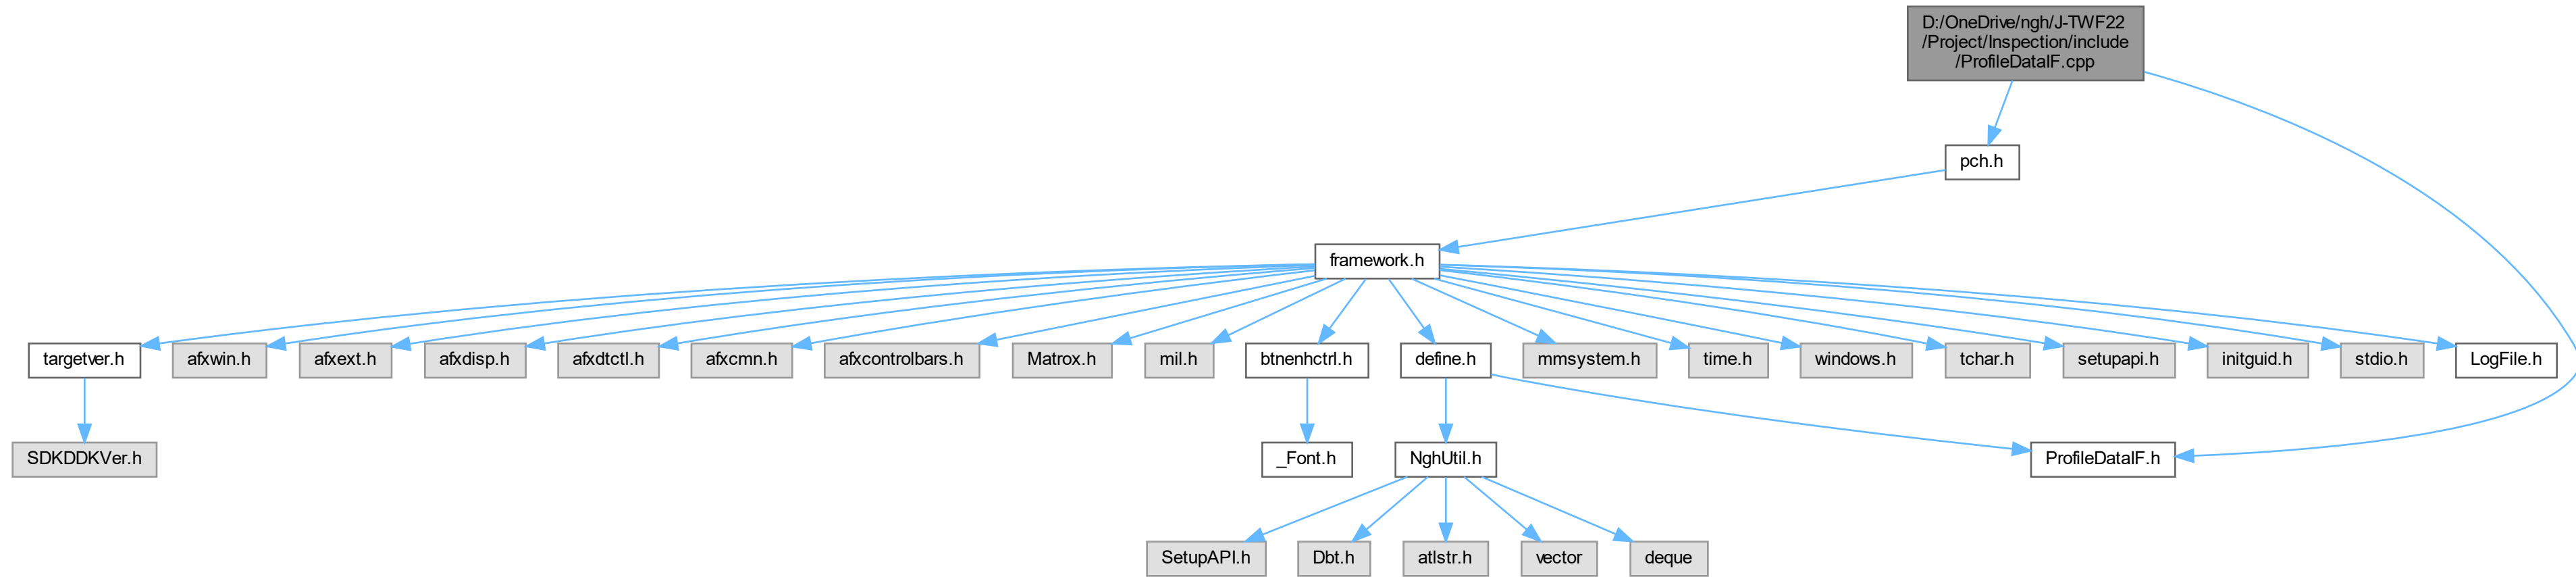 D:/OneDrive/ngh/J-TWF22
/Project/Inspection/include
/ProfileDataIF.cpp
pch.h
framework.h
targetver.h
afxwin.h
afxext.h
afxdisp.h
afxdtctl.h
afxcmn.h
afxcontrolbars.h
Matrox.h
mil.h
btnenhctrl.h
define.h
mmsystem.h
time.h
windows.h
tchar.h
setupapi.h
initguid.h
stdio.h
LogFile.h
SDKDDKVer.h
_Font.h
NghUtil.h
ProfileDataIF.h
SetupAPI.h
Dbt.h
atlstr.h
vector
deque